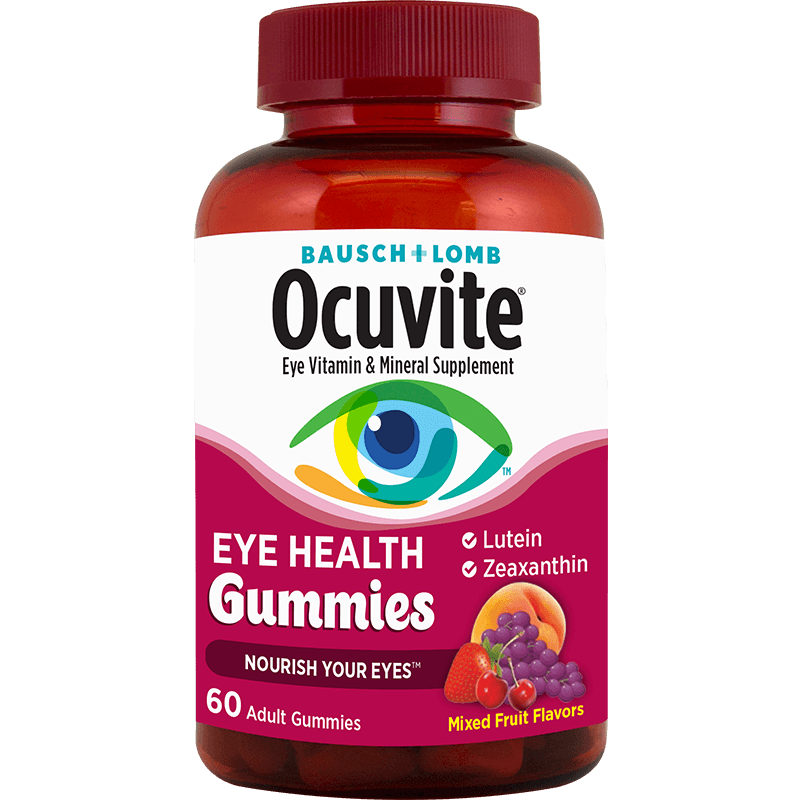 BAUSCH + LOMB
Ocuvite®
Eye Vitamin & Mineral Supplement
TM
EYE HEALTH
Gummies
Lutein
Zeaxanthin
NOURISH YOUR EYES™
60 Adult Gummies
Mixed Fruit Flavors